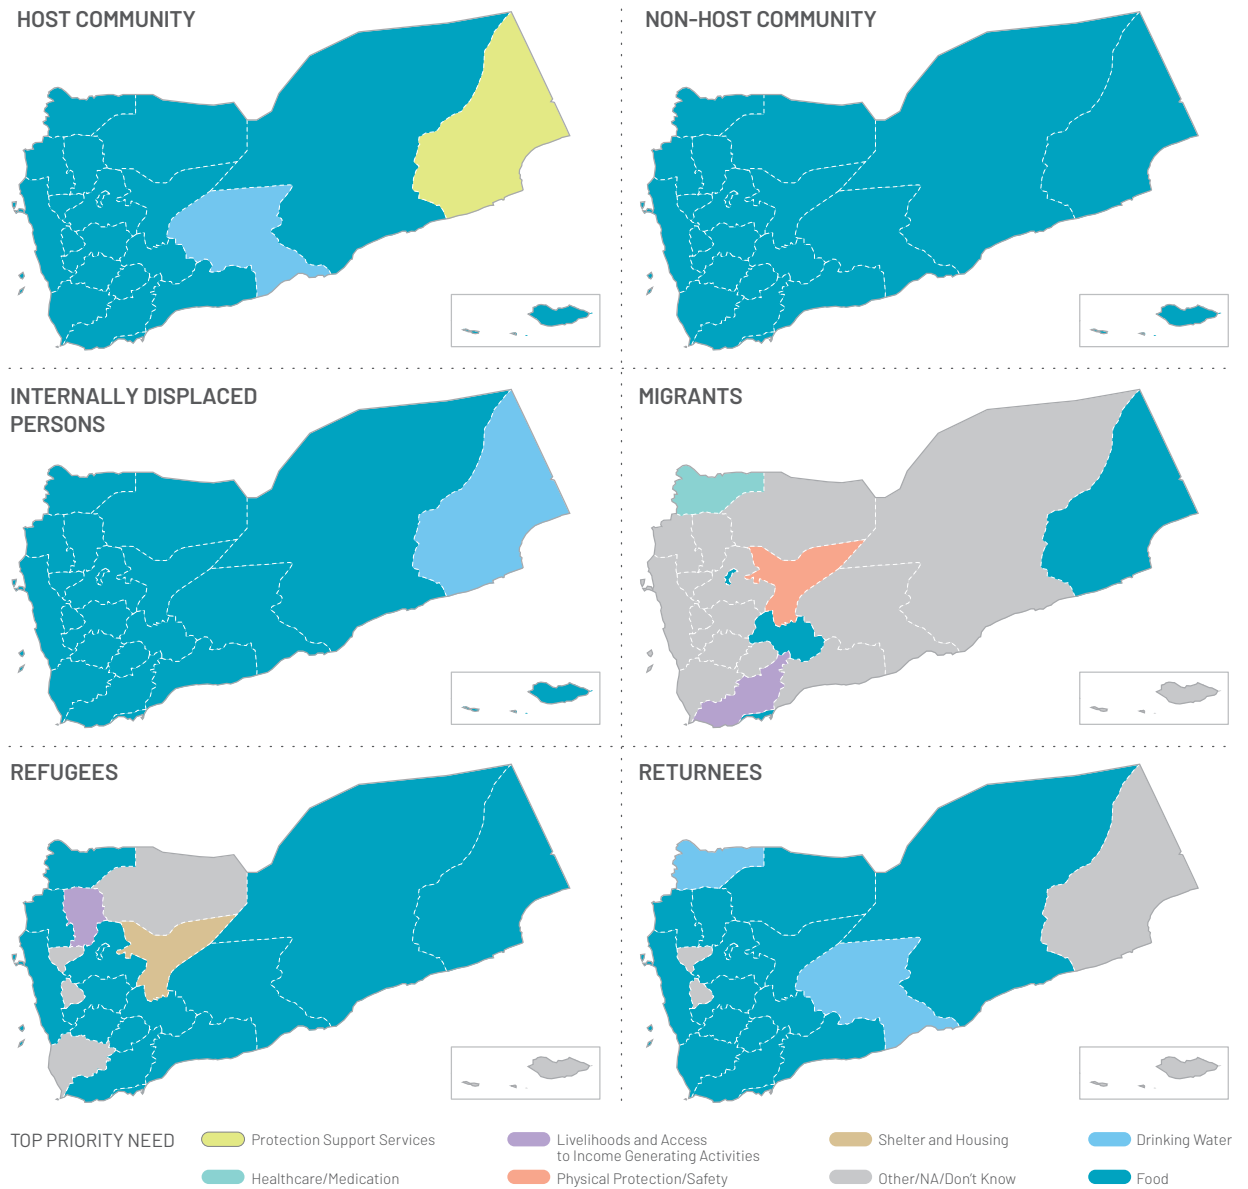 HOST COMMUNITY
NON-HOST COMMUNITY
INTERNALLY DISPLACED
PERSONS
MIGRANTS
REFUGEES
RETURNEES
TOP PRIORITY NEED
Protection Support Services
Livelihoods and Access
to Income Generating Activities
Shelter and Housing
Drinking Water
Healthcare/Medication
Physical Protection/Safety
Other/NA/Don't Know
Food